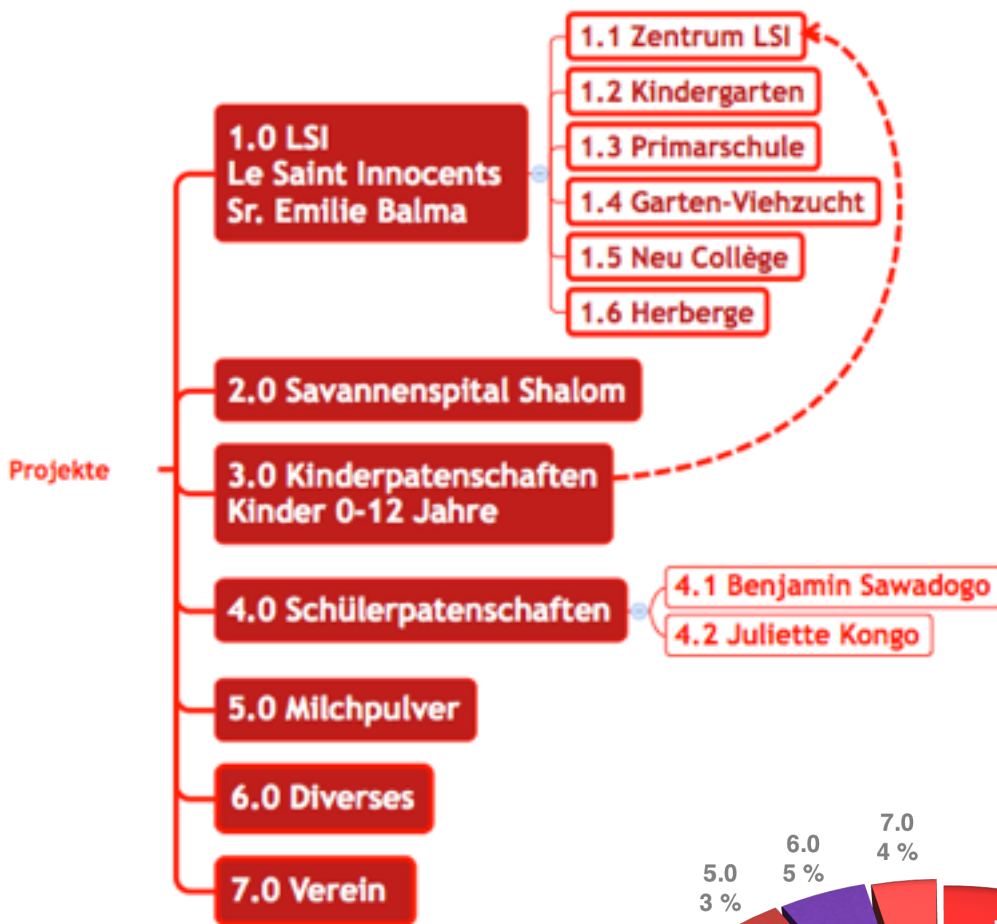 Projekte
1.0 LSI
Le Saint Innocents
Sr. Emilie Balma
1.1 Zentrum LSI
1.2 Kindergarten
1.3 Primarschule
1.4 Garten-Viehzucht
1.5 Neu Collège
1.6 Herberge
2.0 Savannenspital Shalom
3.0 Kinderpatenschaften
Kinder 0-12 Jahre
4.0 Schülerpatenschaften
4.1 Benjamin Sawadogo
4.2 Juliette Kongo
5.0 Milchpulver
6.0 Diverses
7.0 Verein
5.0
3 %
6.0
5 %
7.0
4 %